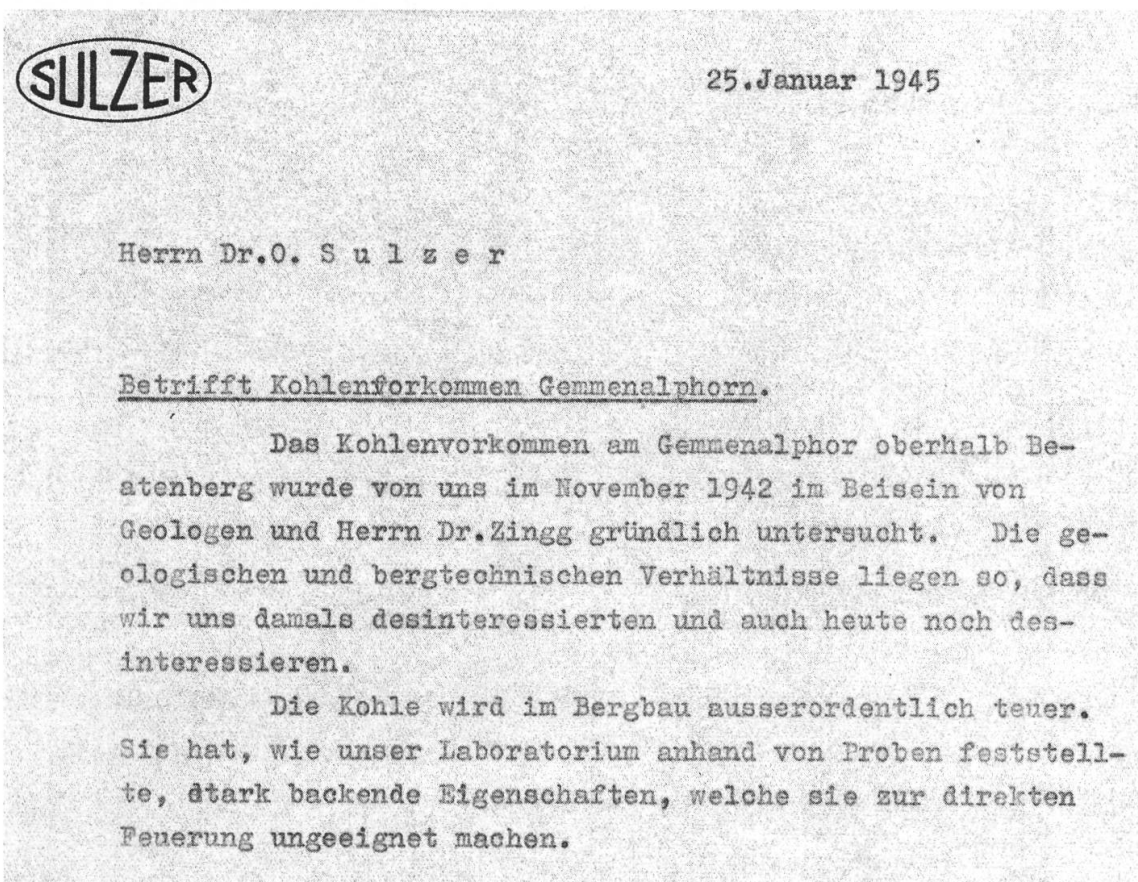 SULZER
25.Januar 1945
Herrn Dr.O. S u l z e r
Betrifft Kohlenvorkommen Gemmenalphorn.
Das Kohlenvorkommen am Gemmenalphor oberhalb Be-
atenberg wurde von uns im November 1942 im Beisein von
Geologen und Herrn Dr.Zingg gründlich untersucht. Die ge-
ologischen und bergtechnischen Verhältnisse liegen so, dass
wir uns damals desinteressierten und auch heute noch des-
interessieren.
Die Kohle wird im Bergbau ausserordentlich teuer.
Sie hat, wie unser Laboratorium anhand von Proben feststell-
te, dtark backende Eigenschaften, welche sie zur direkten
Feuerung ungeeignet machen.